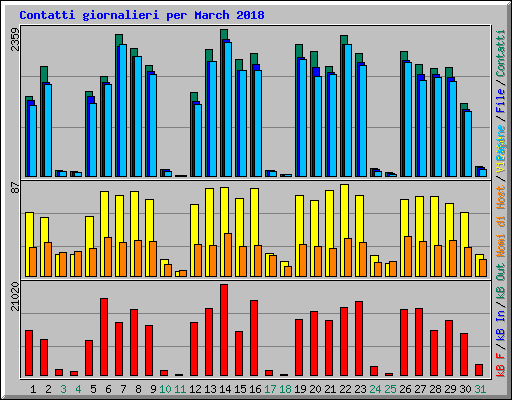 Contatti giornalieri per March 2018
2359
87
21020
kB F/kB In/kB Out Nomi di Host/Vi Pagine/File/Contatti
1 2 3 4 5 6 7 8 9 10 11 12 13 14 15 16 17 18 19 20 21 22 23 24 25 26 27 28 29 30 31